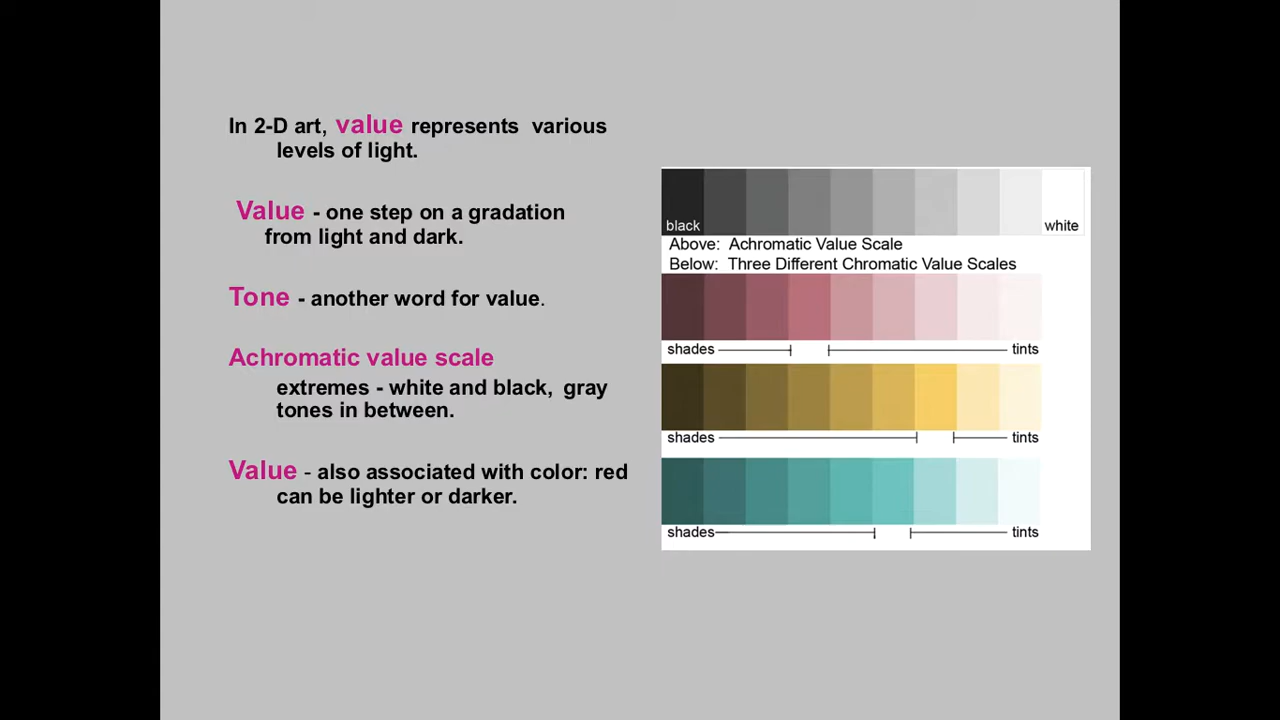 In 2-D art, value represents various
levels of light.
Value - one step on a gradation
from light and dark.
Tone - another word for value.
Achromatic value scale
extremes - white and black, gray
tones in between.
Value - also associated with color: red
can be lighter or darker.
black white
Above: Achromatic Value Scale
Below: Three Different Chromatic Value Scales
shades tints
shades tints
shades tints